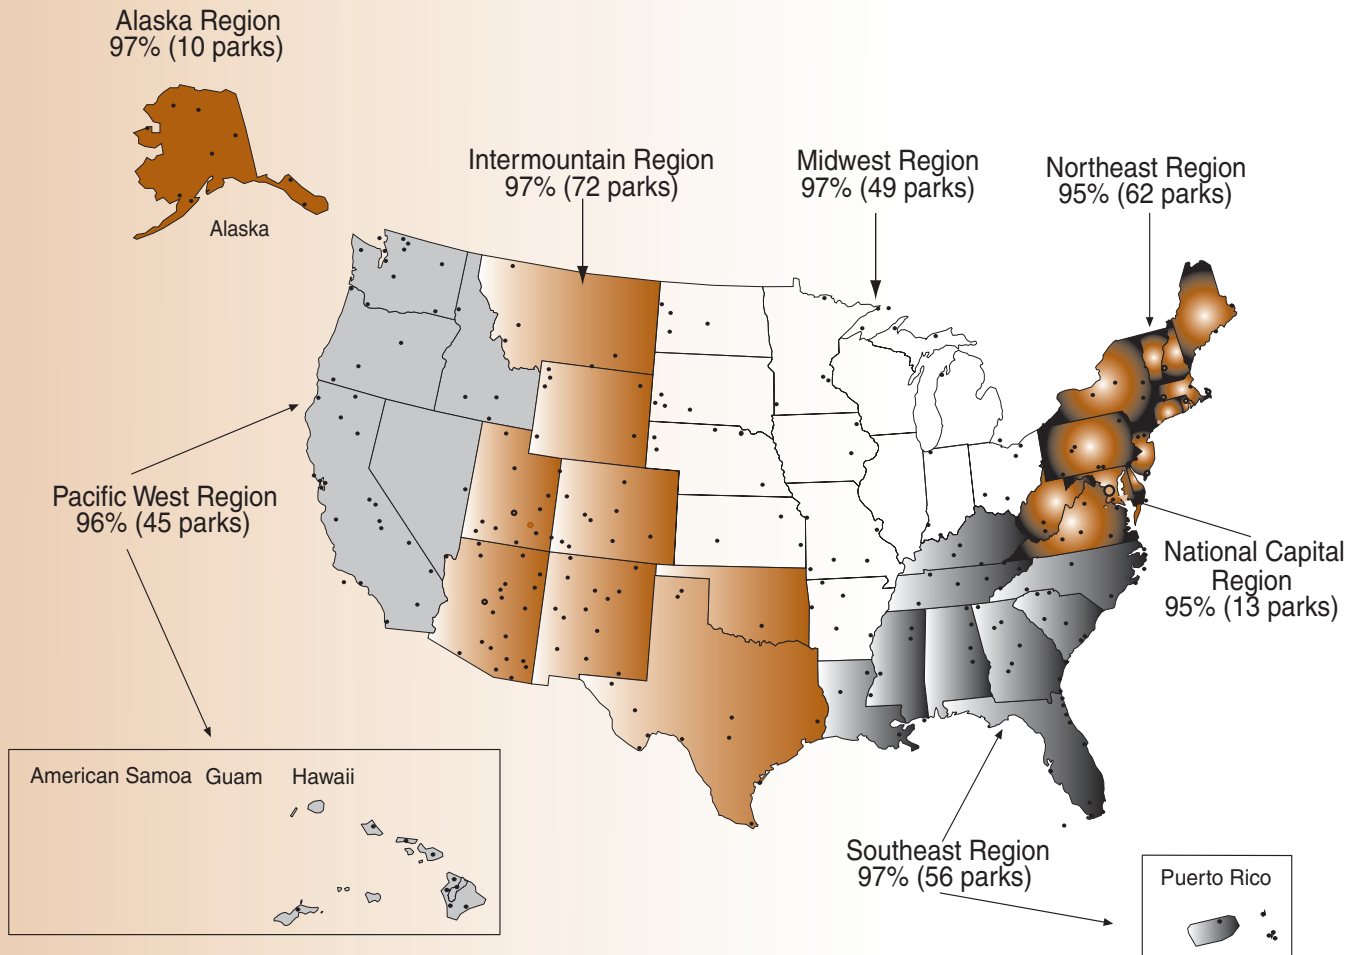 Alaska Region
97% (10 parks)
Alaska
Intermountain Region
97% (72 parks)
Midwest Region
97% (49 parks)
Northeast Region
95% (62 parks)
Pacific West Region
96% (45 parks)
National Capital
Region
95% (13 parks)
American Samoa Guam Hawaii
Southeast Region
97% (56 parks)
Puerto Rico